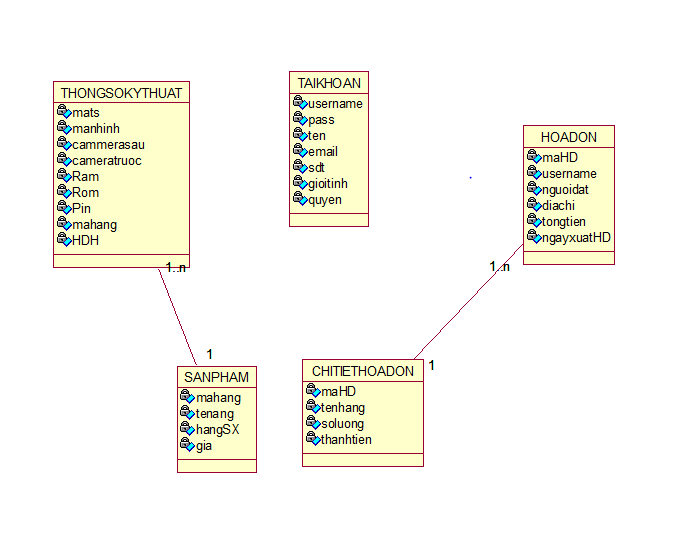 THONGSOKYTHUAT
mats
manhinh
cammerasau
cameratruoc
Ram
Rom
Pin
mahang
HDH
TAIKHOAN
username
pass
ten
email
sdt
gioitinh
quyen
HOADON
maHD
username
nguoidat
diachi
tongtien
ngayxuatHD
1..n
1..n
1
1
SANPHAM
mahang
tenang
hangSX
gia
CHITIETHOADON
maHD
tenhang
soluong
thanhtien